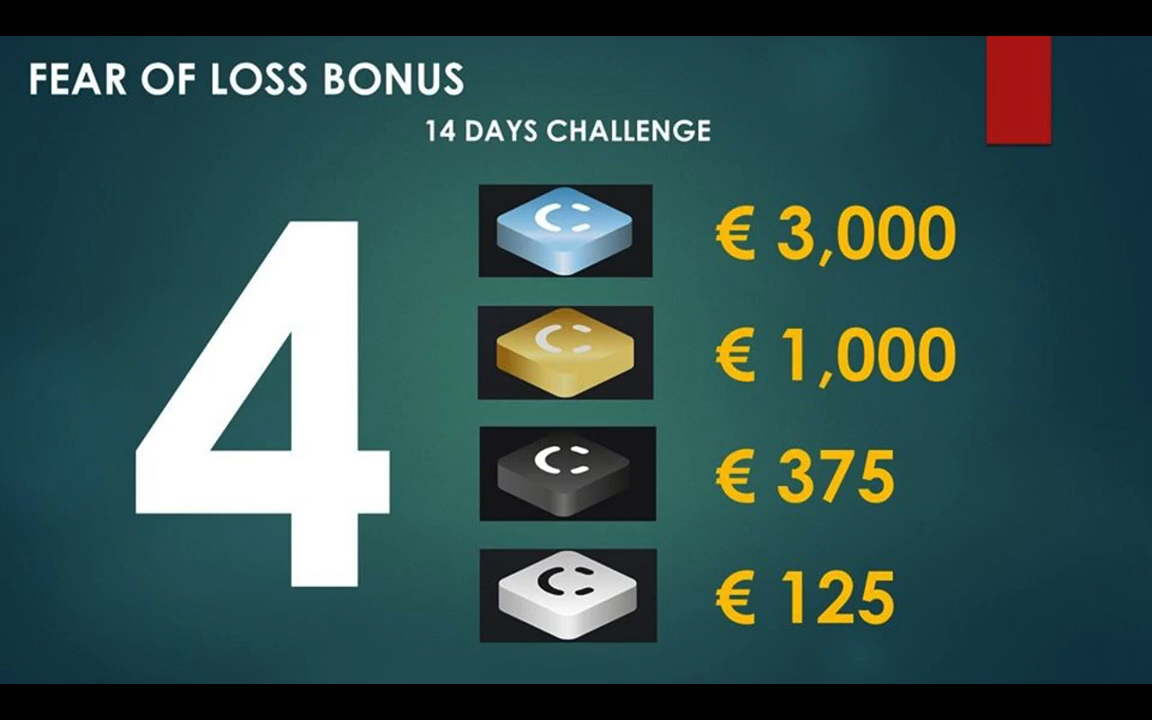 FEAR OF LOSS BONUS
14 DAYS CHALLENGE
4
€ 3,000
€ 1,000
€ 375
€ 125